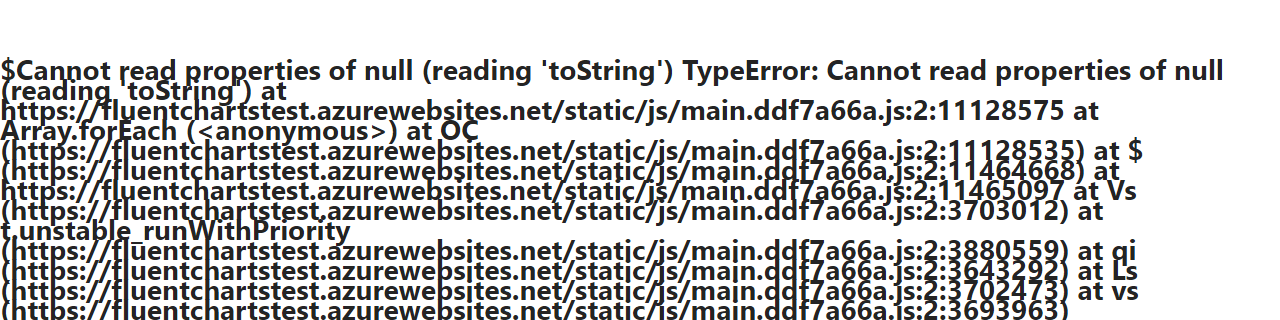 $Cannot read properties of null (reading 'toString') TypeError: Cannot read properties of null
(reading 'toString') at
https://fluentchartstest.azurewebsites.net/static/js/main.ddf7a66a.js:2:11128575 at
Array.forEach (<anonymous>) at OC
(https://fluentchartstest.azurewebsites.net/static/js/main.ddf7a66a.js:2:11128535) at $
(https://fluentchartstest.azurewebsites.net/static/js/main.ddf7a66a.js:2:11464668) at
https://fluentchartstest.azurewebsites.net/static/js/main.ddf7a66a.js:2:11465097 at Vs
(https://fluentchartstest.azurewebsites.net/static/js/main.ddf7a66a.js:2:3703012) at
t.unstable_runWithPriority
(https://fluentchartstest.azurewebsites.net/static/js/main.ddf7a66a.js:2:3880559) at qi
(https://fluentchartstest.azurewebsites.net/static/js/main.ddf7a66a.js:2:3643292) at Ls
(https://fluentchartstest.azurewebsites.net/static/js/main.ddf7a66a.js:2:3702473) at vs
(https://fluentchartstest.azurewebsites.net/static/js/main.ddf7a66a.js:2:3693963)